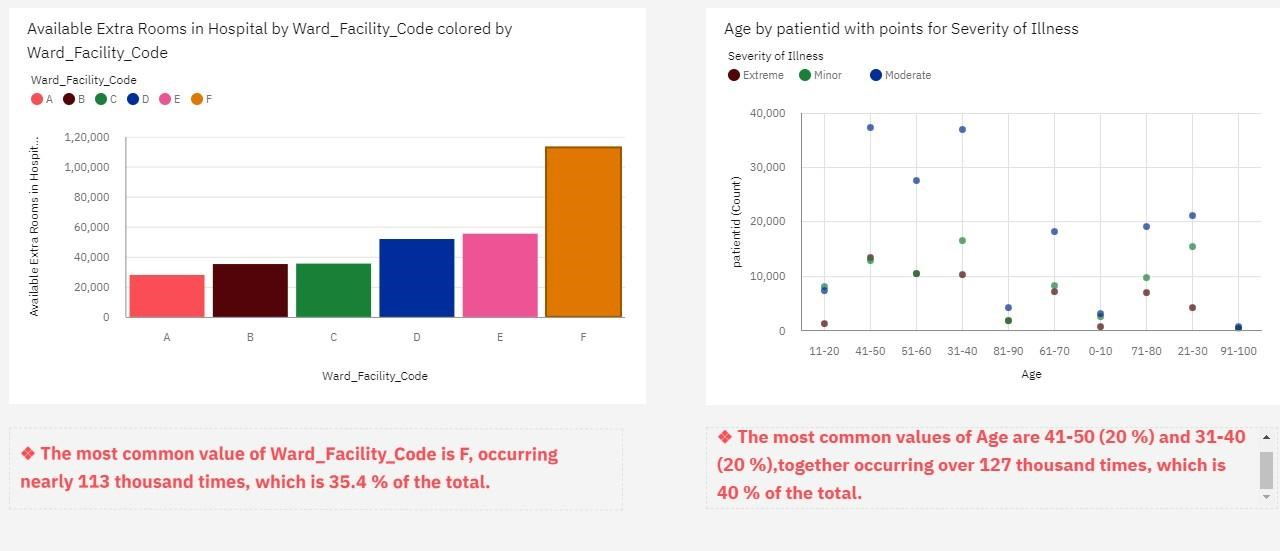 Available Extra Rooms in Hospital by Ward_Facility_Code colored by
Ward_Facility_Code
Ward_Facility_Code
A B C D E F
Available Extra Rooms in Hospit...
1,20,000
1,00,000
80,000
60,000
40,000
20,000
0
A B C D E F
Ward_Facility_Code
❖ The most common value of Ward_Facility_Code is F, occurring
nearly 113 thousand times, which is 35.4 % of the total.
Age by patientid with points for Severity of Illness
Severity of Illness
Extreme Minor Moderate
patientid (Count)
40,000
30,000
20,000
10,000
0
11-20 41-50 51-60 31-40 81-90 61-70 0-10 71-80 21-30 91-100
Age
❖ The most common values of Age are 41-50 (20 %) and 31-40
(20 %),together occurring over 127 thousand times, which is
40 % of the total.